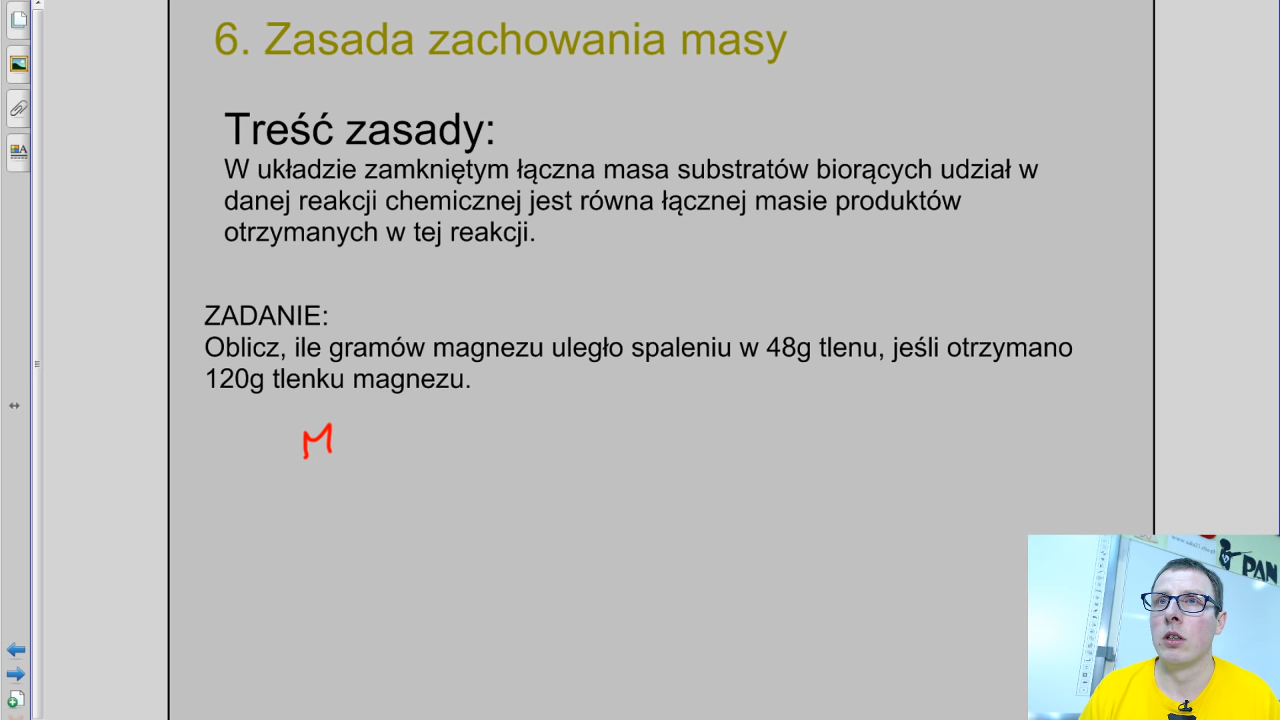 6. Zasada zachowania masy
Treść zasady:
W układzie zamkniętym łączna masa substratów biorących udział w
danej reakcji chemicznej jest równa łącznej masie produktów
otrzymanych w tej reakcji.
ZADANIE:
Oblicz, ile gramów magnezu uległo spaleniu w 48g tlenu, jeśli otrzymano
120g tlenku magnezu.
M
PAN